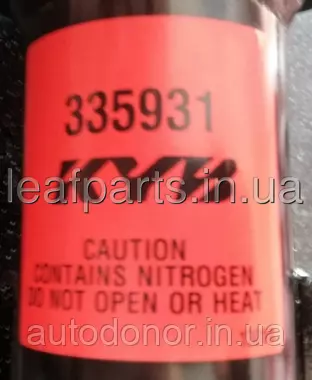 335931
KYB
leafparts.in.ua
CAUTION
CONTAINS NITROGEN
DO NOT OPEN OR HEAT
autodonor.in.ua